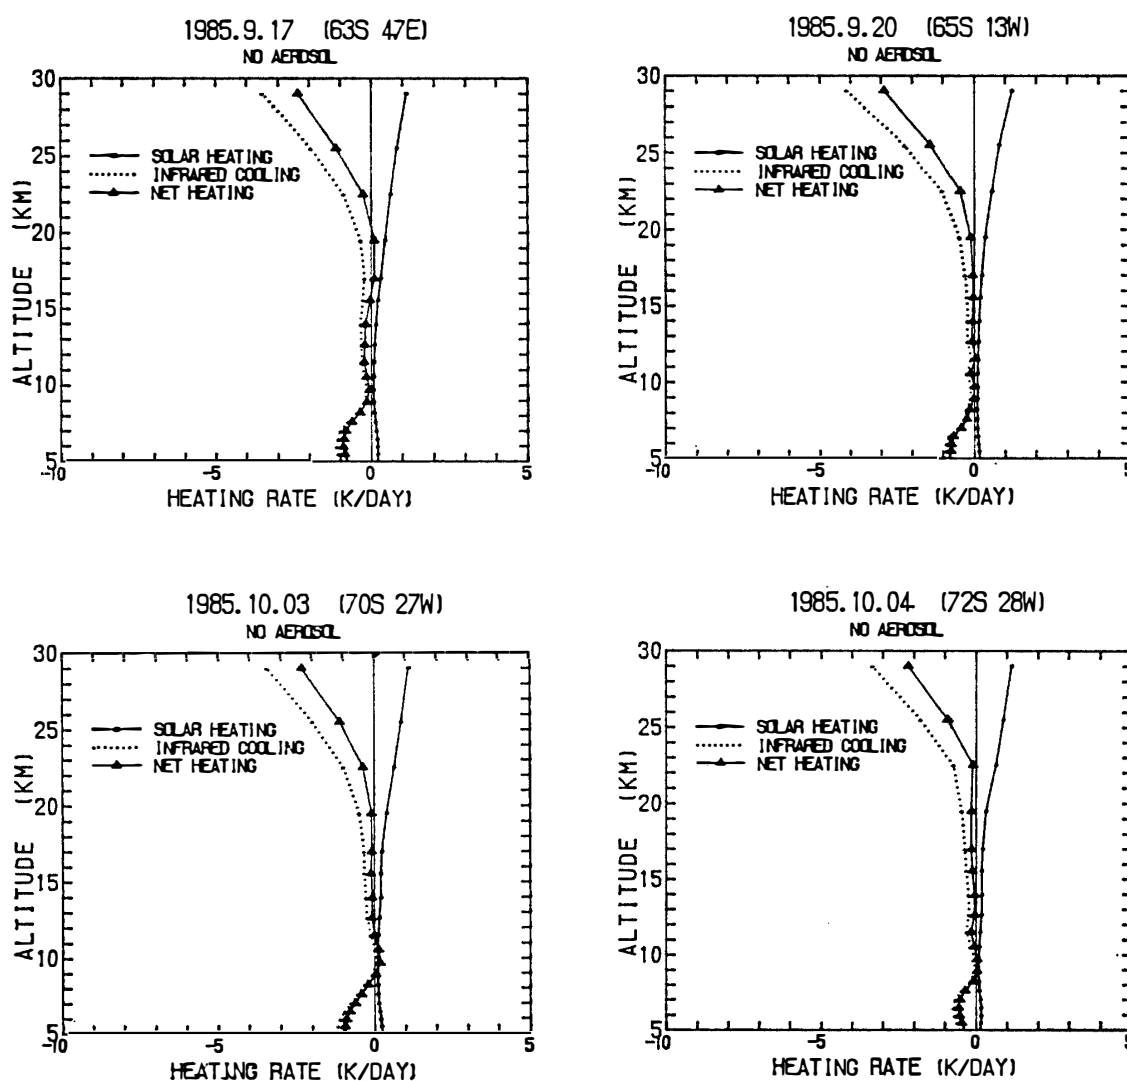 1985.9.17 (63S 47E)
NO AEROSOL
30
25
20
15
10
5
ALTITUDE (KM)
SOLAR HEATING
INFRARED COOLING
NET HEATING
-10 -5 0 5
HEATING RATE (K/DAY)
1985.9.20 (65S 13W)
NO AEROSOL
30
25
20
15
10
5
ALTITUDE (KM)
SOLAR HEATING
INFRARED COOLING
NET HEATING
-10 -5 0 5
HEATING RATE (K/DAY)
1985.10.03 (70S 27W)
NO AEROSOL
30
25
20
15
10
5
ALTITUDE (KM)
SOLAR HEATING
INFRARED COOLING
NET HEATING
-10 -5 0 5
HEATING RATE (K/DAY)
1985.10.04 (72S 28W)
NO AEROSOL
30
25
20
15
10
5
ALTITUDE (KM)
SOLAR HEATING
INFRARED COOLING
NET HEATING
-10 -5 0 5
HEATING RATE (K/DAY)